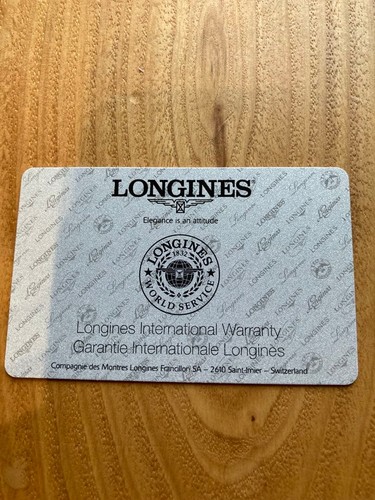 LONGINES
Elegance is an attitude
LONGINES
1832
WORLD SERVICE
Longines International Warranty
Garantie Internationale Longines
Compagnie des Montres Longines Francillon SA – 2610 Saint-Imier – Switzerland